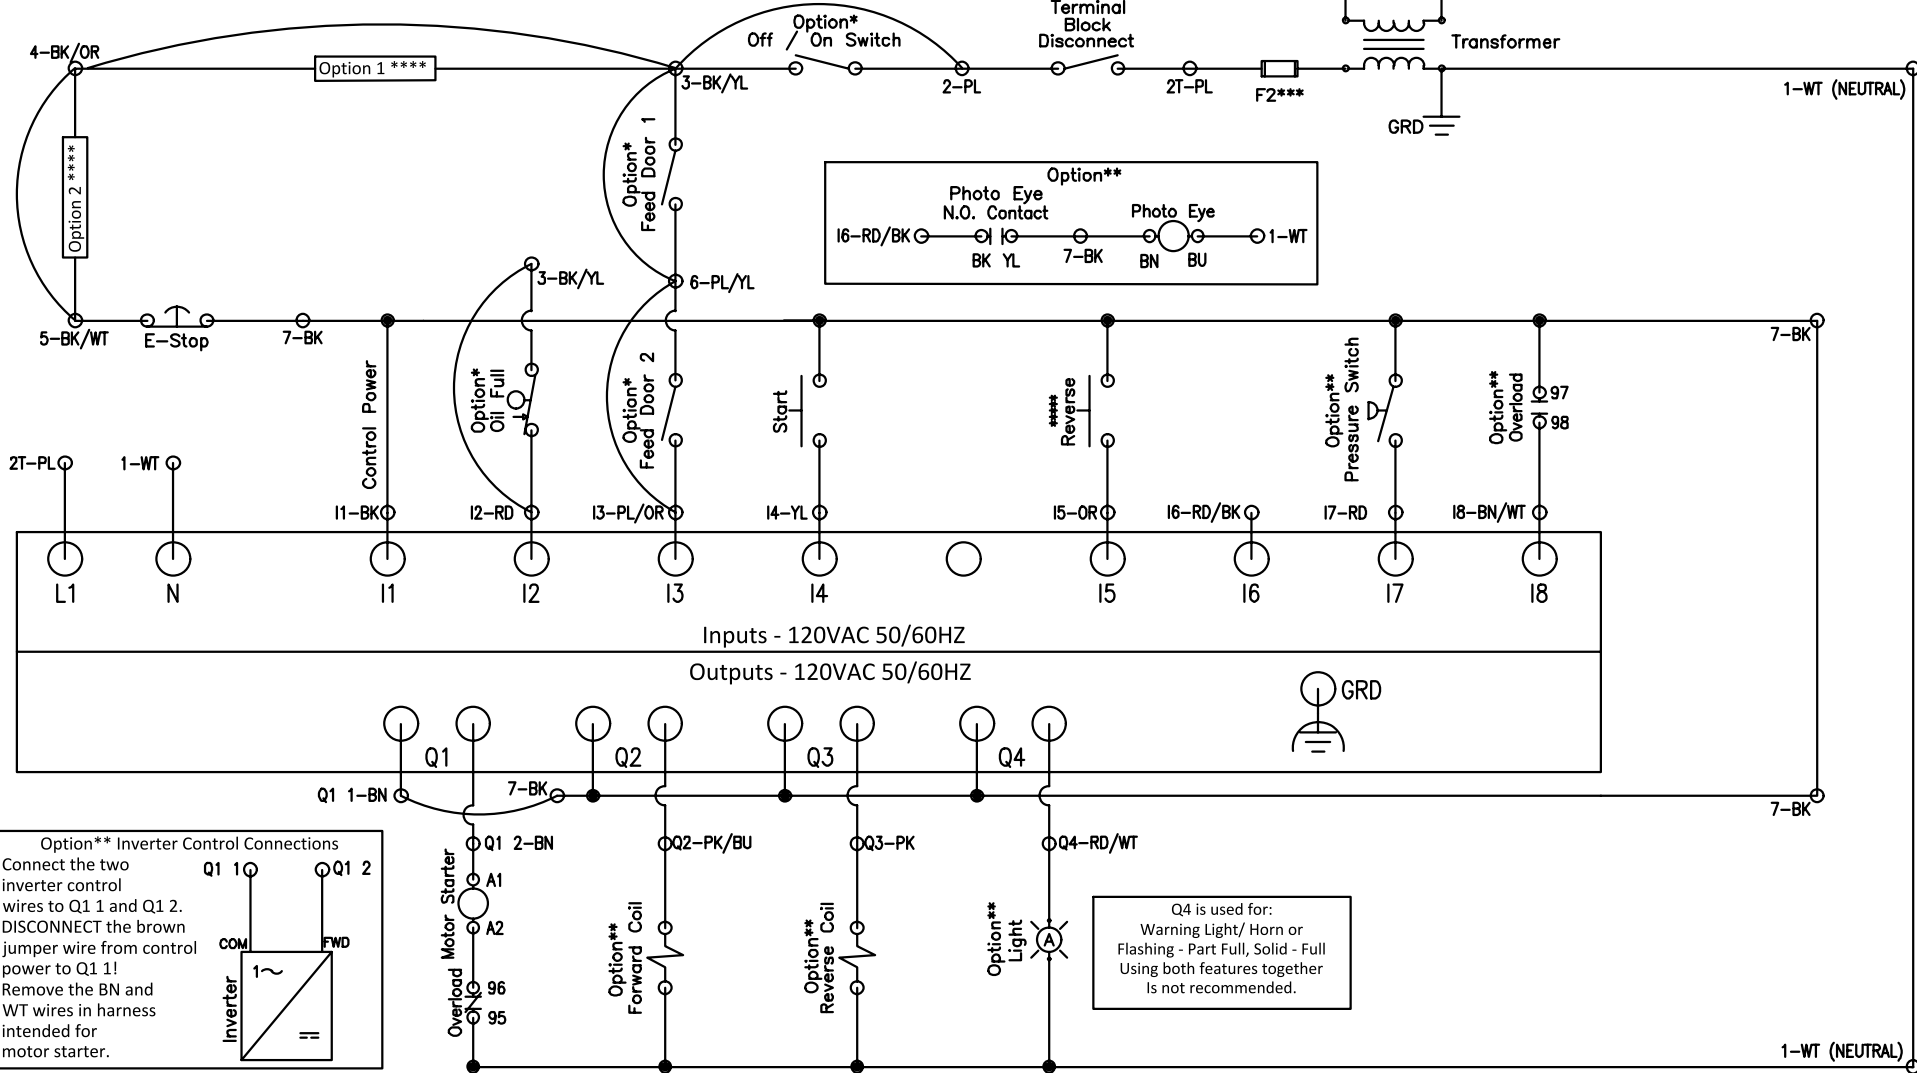 4-BK/OR
Option 1 ****
Option*
Off On Switch
3-BK/YL
2-PL
Terminal
Block
Disconnect
2T-PL
F2***
Transformer
GRD
1-WT (NEUTRAL)
Option 2 ****
Option*
Feed Door 1
Option**
Photo Eye
N.O. Contact
Photo Eye
I6-RD/BK
BK YL
7-BK
BN
BU
1-WT
3-BK/YL
6-PL/YL
5-BK/WT
E-Stop
7-BK
7-BK
Control Power
Option*
Oil Full
Option*
Feed Door 2
Start
*****
Reverse
Option**
Pressure Switch
Option**
Overload
97
98
2T-PL
1-WT
I1-BK
I2-RD
I3-PL/OR
I4-YL
I5-OR
I6-RD/BK
I7-RD
I8-BN/WT
L1
N
I1
I2
I3
I4
I5
I6
I7
I8
Inputs - 120VAC 50/60HZ
Outputs - 120VAC 50/60HZ
GRD
Q1
Q2
Q3
Q4
Q1 1-BN
7-BK
7-BK
Q1 2-BN
Q2-PK/BU
Q3-PK
Q4-RD/WT
Option** Inverter Control Connections
Connect the two
inverter control
wires to Q1 1 and Q1 2.
DISCONNECT the brown
jumper wire from control
power to Q1 1!
Remove the BN and
WT wires in harness
intended for
motor starter.
Q1 1
Q1 2
COM
FWD
1~
Inverter
Overload Motor Starter
A1
A2
96
95
Option**
Forward Coil
Option**
Reverse Coil
Option**
Light
A
Q4 is used for:
Warning Light/ Horn or
Flashing - Part Full, Solid - Full
Using both features together
Is not recommended.
1-WT (NEUTRAL)